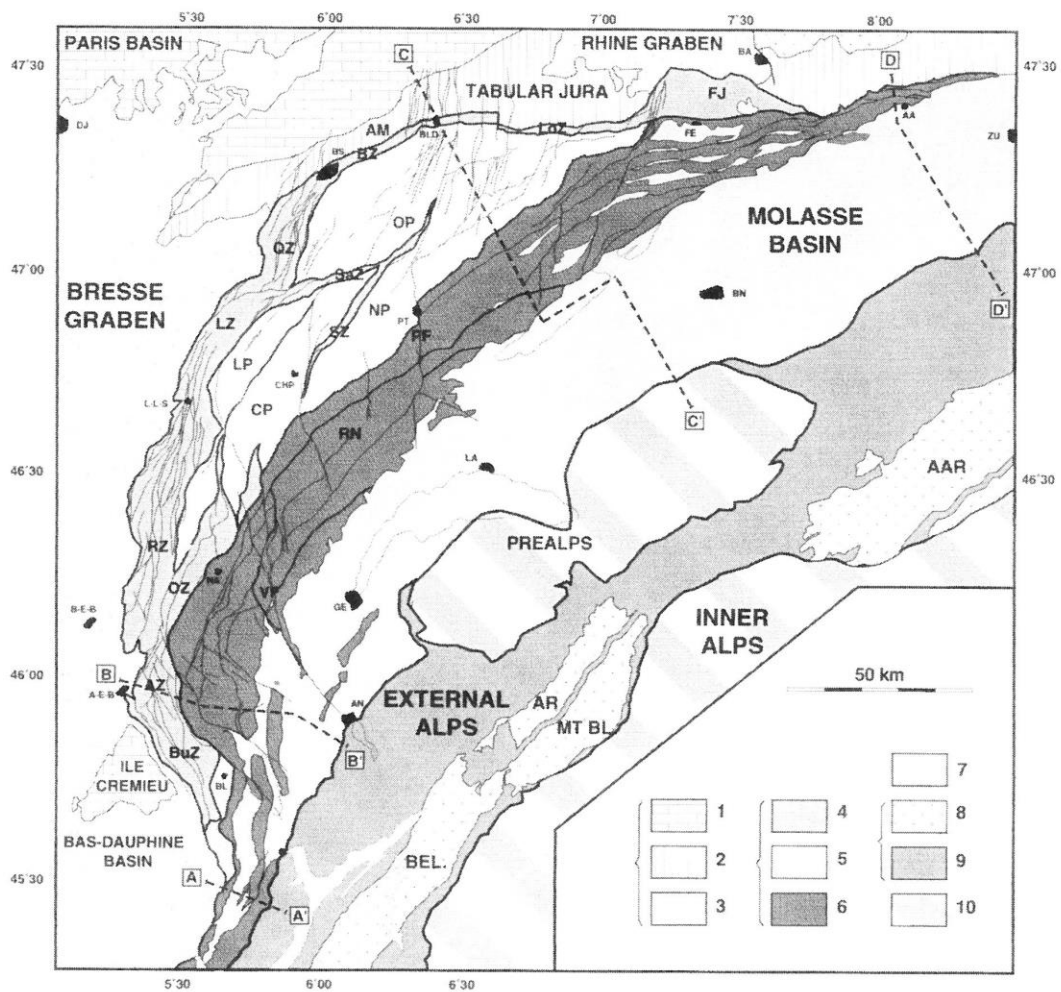 5°30 6°00 6°30 7°00 7°30 8°00
47°30
47°30
PARIS BASIN
C
RHINE GRABEN
BA
D
TABULAR JURA
FJ
DJ
AM
BLD
LoZ
FE
AA
ZU
BS
BZ
OP
MOLASSE
BASIN
QZ
47°00
47°00
SaZ
BRESSE
GRABEN
NP
BN
LZ
SZ
PT
PF
D'
LP
CHP
L-L-S
CP
C'
RN
LA
46°30
46°30
AAR
RZ
PREALPS
OZ
VF
B-E-B
GE
INNER
ALPS
46°00
B
50 km
A-E-B
AZ
EXTERNAL
ALPS
AN
AR
MT BL.
BuZ
B'
ILE
CREMIEU
BL
7
1
4
8
BAS-DAUPHINE
BASIN
BEL.
2
5
9
45°30
A
3
6
10
A'
5°30 6°00 6°30